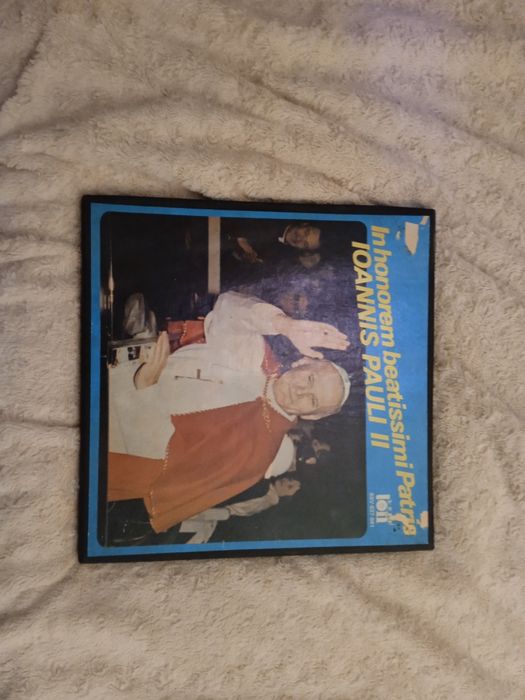 In honorem beatissimi Patris
IOANNIS PAULI II